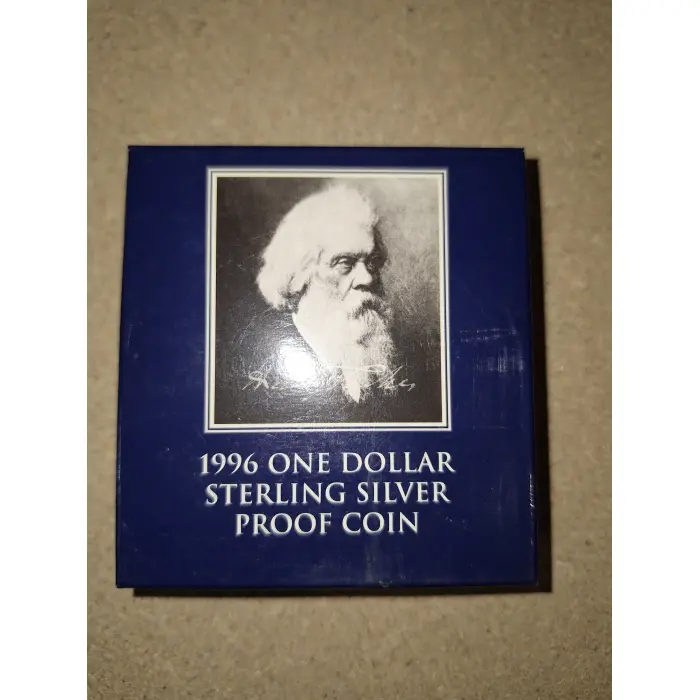 1996 ONE DOLLAR
STERLING SILVER
PROOF COIN